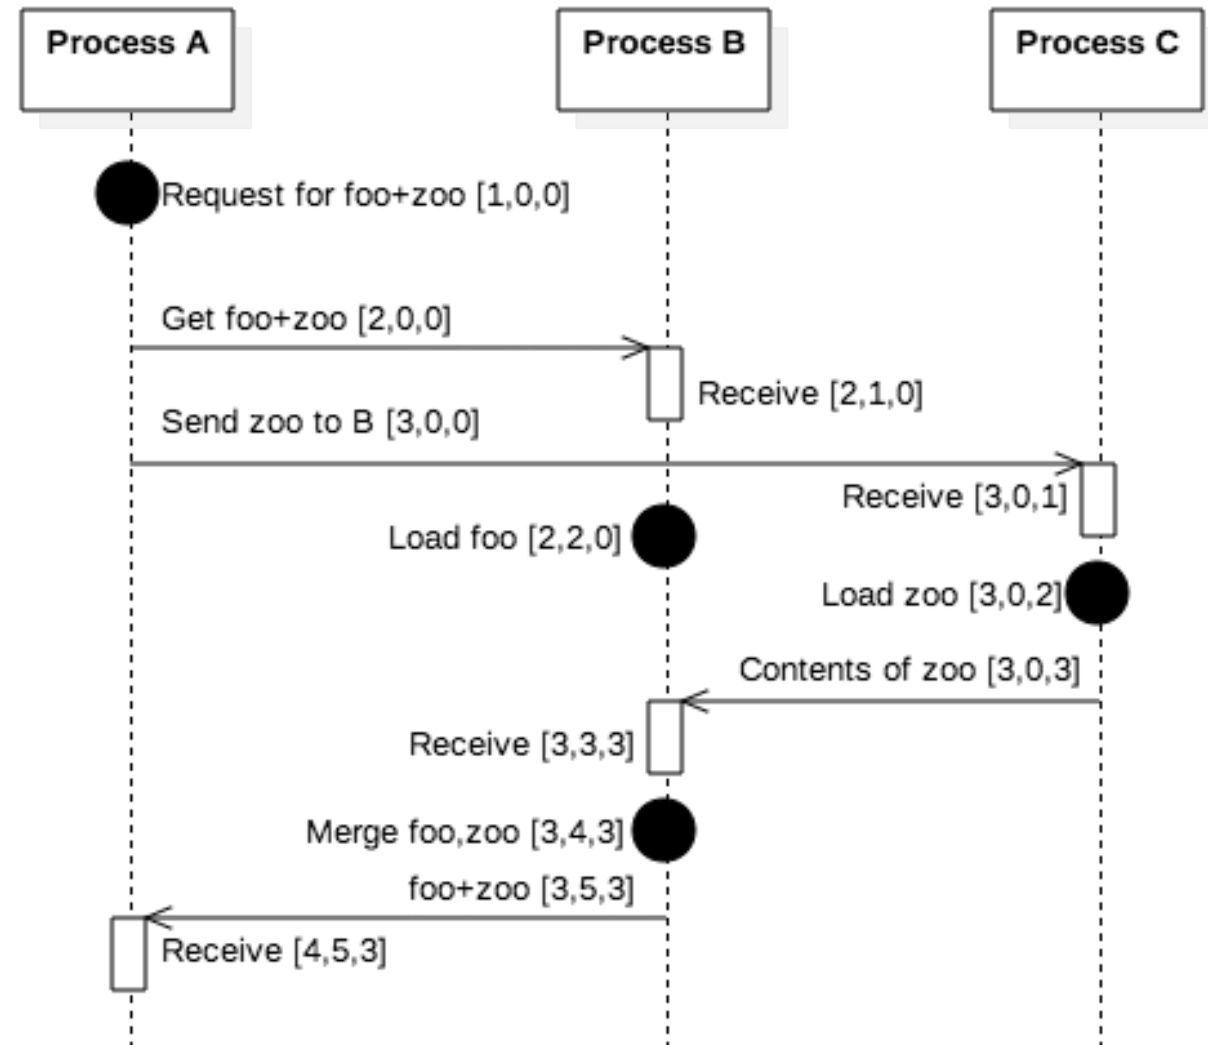 Process A
Process B
Process C
Request for foo+zoo [1,0,0]
Get foo+zoo [2,0,0]
Receive [2,1,0]
Send zoo to B [3,0,0]
Receive [3,0,1]
Load foo [2,2,0]
Load zoo [3,0,2]
Contents of zoo [3,0,3]
Receive [3,3,3]
Merge foo,zoo [3,4,3]
foo+zoo [3,5,3]
Receive [4,5,3]